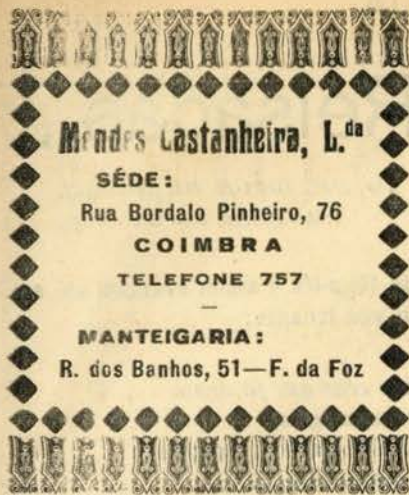 Mendes Castanheira, L.da
SÉDE:
Rua Bordalo Pinheiro, 76
COIMBRA
TELEFONE 757
MANTEIGARIA:
R. dos Banhos, 51—F. da Foz